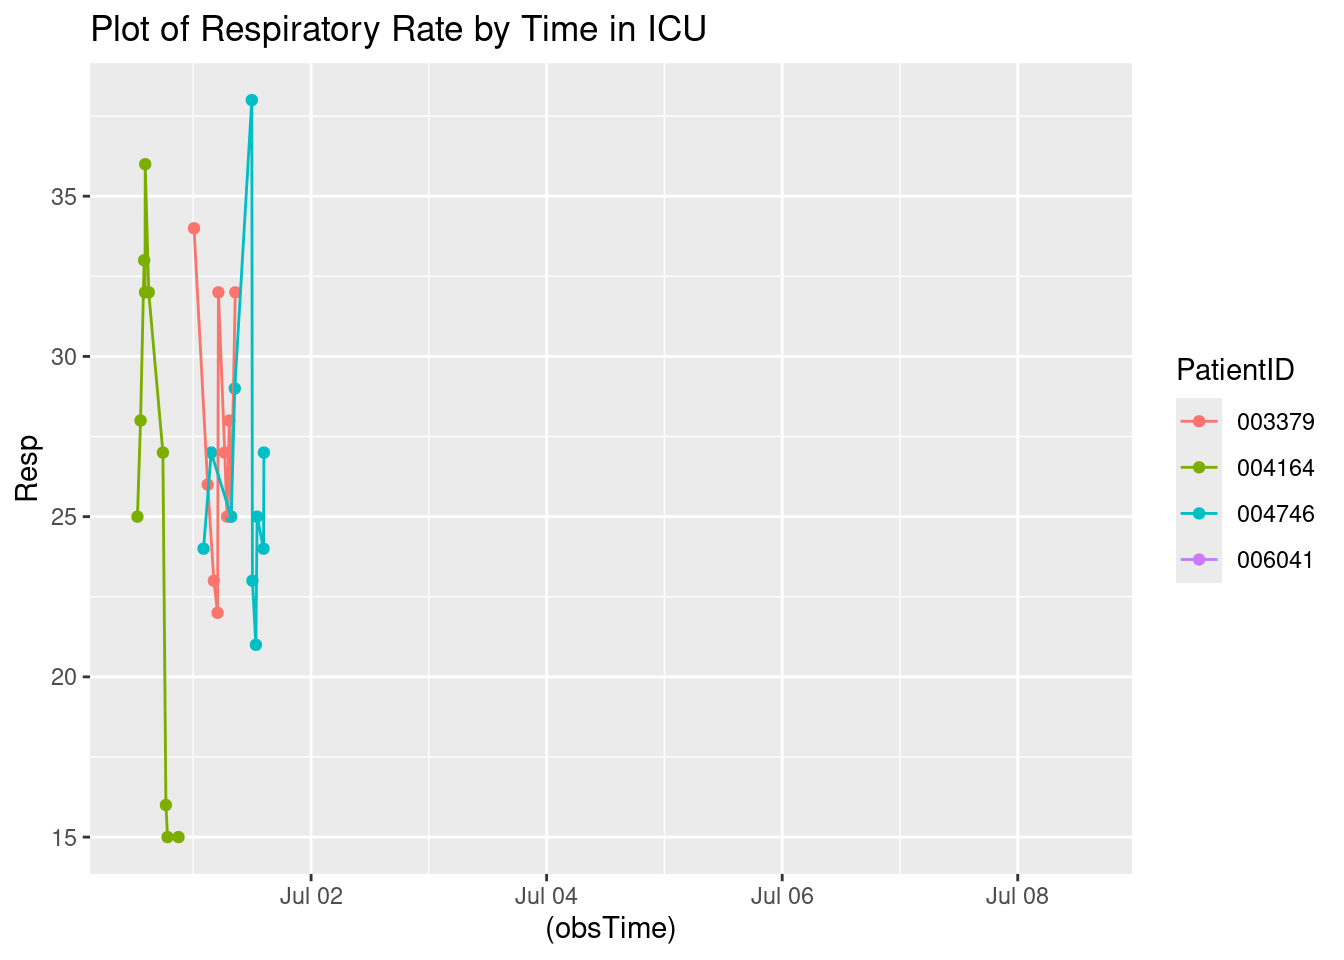 Plot of Respiratory Rate by Time in ICU
35
30
25
20
15
Resp
Jul 02
Jul 04
Jul 06
Jul 08
(obsTime)
PatientID
003379
004164
004746
006041